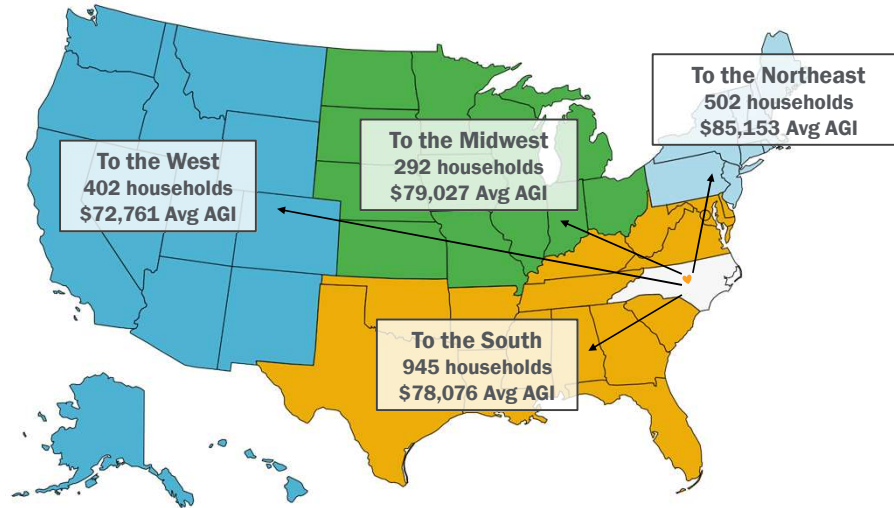 To the Northeast
502 households
$85,153 Avg AGI
To the Midwest
292 households
$79,027 Avg AGI
To the West
402 households
$72,761 Avg AGI
To the South
945 households
$78,076 Avg AGI